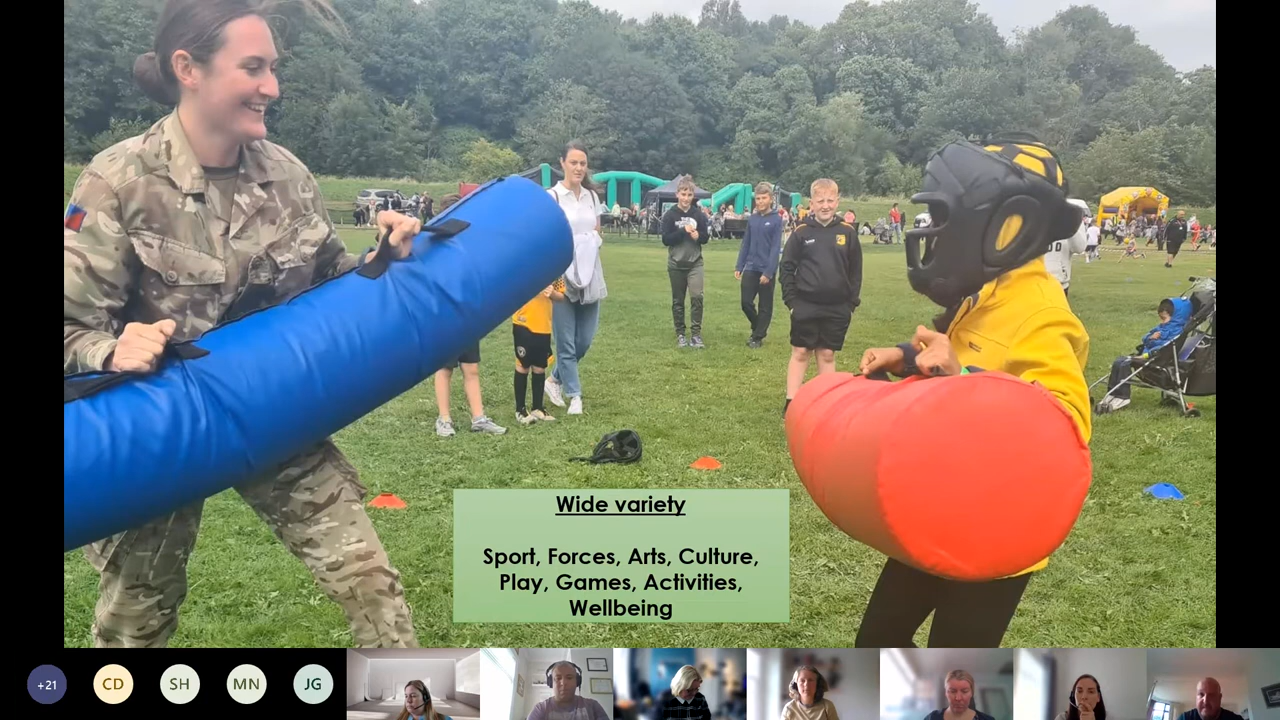 Wide variety
Sport, Forces, Arts, Culture,
Play, Games, Activities,
Wellbeing
+21
CD
SH
MN
JG